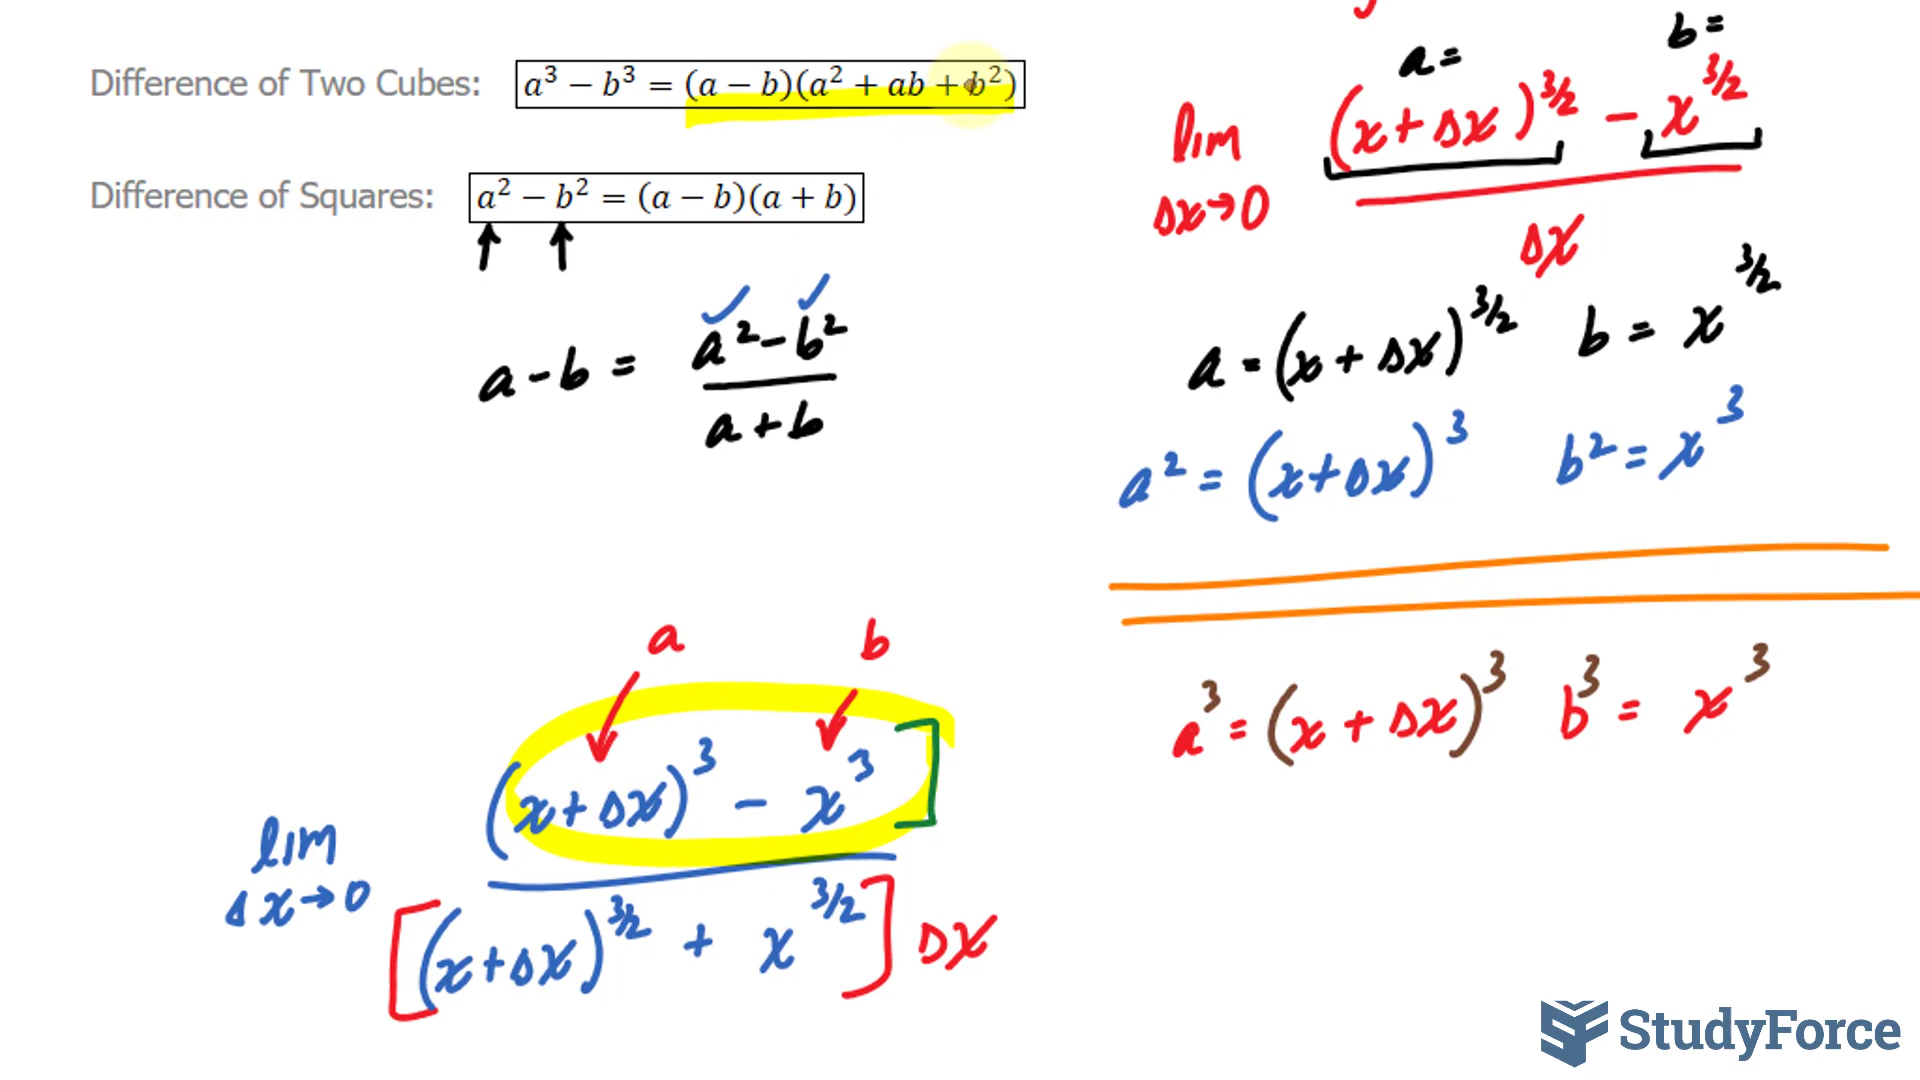 Difference of Two Cubes: a³ − b³ = (a − b)(a² + ab + b²)
Difference of Squares: a² − b² = (a − b)(a + b)
a - b = (a² - b²) / (a + b)
a = b =
lim Δx→0 ((x + Δx)^3/2 - x^3/2) / Δx
a = (x + Δx)^3/2 b = x^3/2
a² = (x + Δx)³ b² = x³
a³ = (x + Δx)³ b³ = x³
a b
lim Δx→0 ((x + Δx)³ - x³] / [(x + Δx)^3/2 + x^3/2] Δx
StudyForce